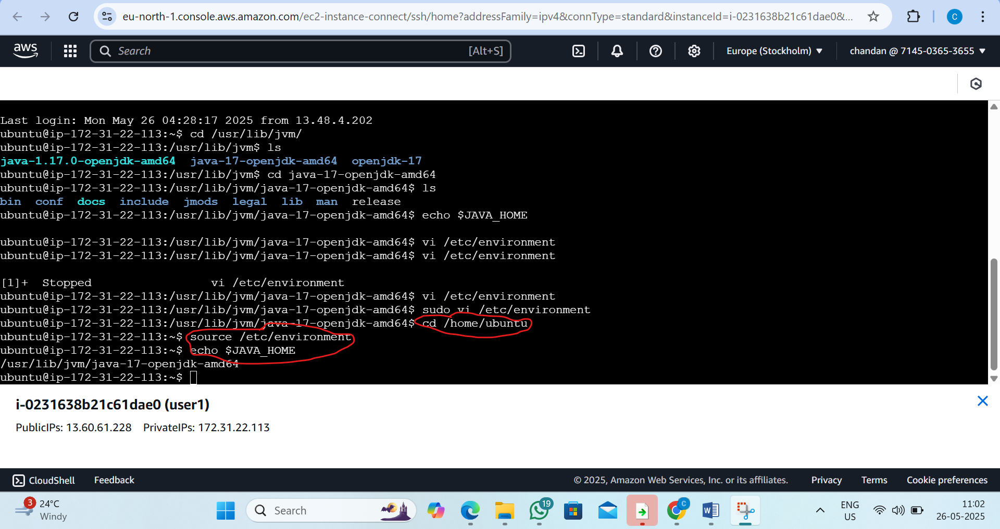 eu-north-1.console.aws.amazon.com/ec2-instance-connect/ssh/home?addressFamily=ipv4&connType=standard&instanceId=i-0231638b21c61dae0&...
C
aws
Search [Alt+S]
Europe (Stockholm)
chandan @ 7145-0365-3655
Last login: Mon May 26 04:28:17 2025 from 13.48.4.202
ubuntu@ip-172-31-22-113:~$ cd /usr/lib/jvm/
ubuntu@ip-172-31-22-113:/usr/lib/jvm$ ls
java-1.17.0-openjdk-amd64 java-17-openjdk-amd64 openjdk-17
ubuntu@ip-172-31-22-113:/usr/lib/jvm$ cd java-17-openjdk-amd64
ubuntu@ip-172-31-22-113:/usr/lib/jvm/java-17-openjdk-amd64$ ls
bin conf docs include jmods legal lib man release
ubuntu@ip-172-31-22-113:/usr/lib/jvm/java-17-openjdk-amd64$ echo $JAVA_HOME
ubuntu@ip-172-31-22-113:/usr/lib/jvm/java-17-openjdk-amd64$ vi /etc/environment
ubuntu@ip-172-31-22-113:/usr/lib/jvm/java-17-openjdk-amd64$ vi /etc/environment
[1]+ Stopped vi /etc/environment
ubuntu@ip-172-31-22-113:/usr/lib/jvm/java-17-openjdk-amd64$ vi /etc/environment
ubuntu@ip-172-31-22-113:/usr/lib/jvm/java-17-openjdk-amd64$ sudo vi /etc/environment
ubuntu@ip-172-31-22-113:/usr/lib/jvm/java-17-openjdk-amd64$ cd /home/ubuntu
ubuntu@ip-172-31-22-113:~$ source /etc/environment
ubuntu@ip-172-31-22-113:~$ echo $JAVA_HOME
/usr/lib/jvm/java-17-openjdk-amd64
ubuntu@ip-172-31-22-113:~$
i-0231638b21c61dae0 (user1)
PublicIPs: 13.60.61.228 PrivateIPs: 172.31.22.113
CloudShell Feedback
© 2025, Amazon Web Services, Inc. or its affiliates. Privacy Terms Cookie preferences
3
24°C
Windy
Search
19
C
W
ENG
US
11:02
26-05-2025